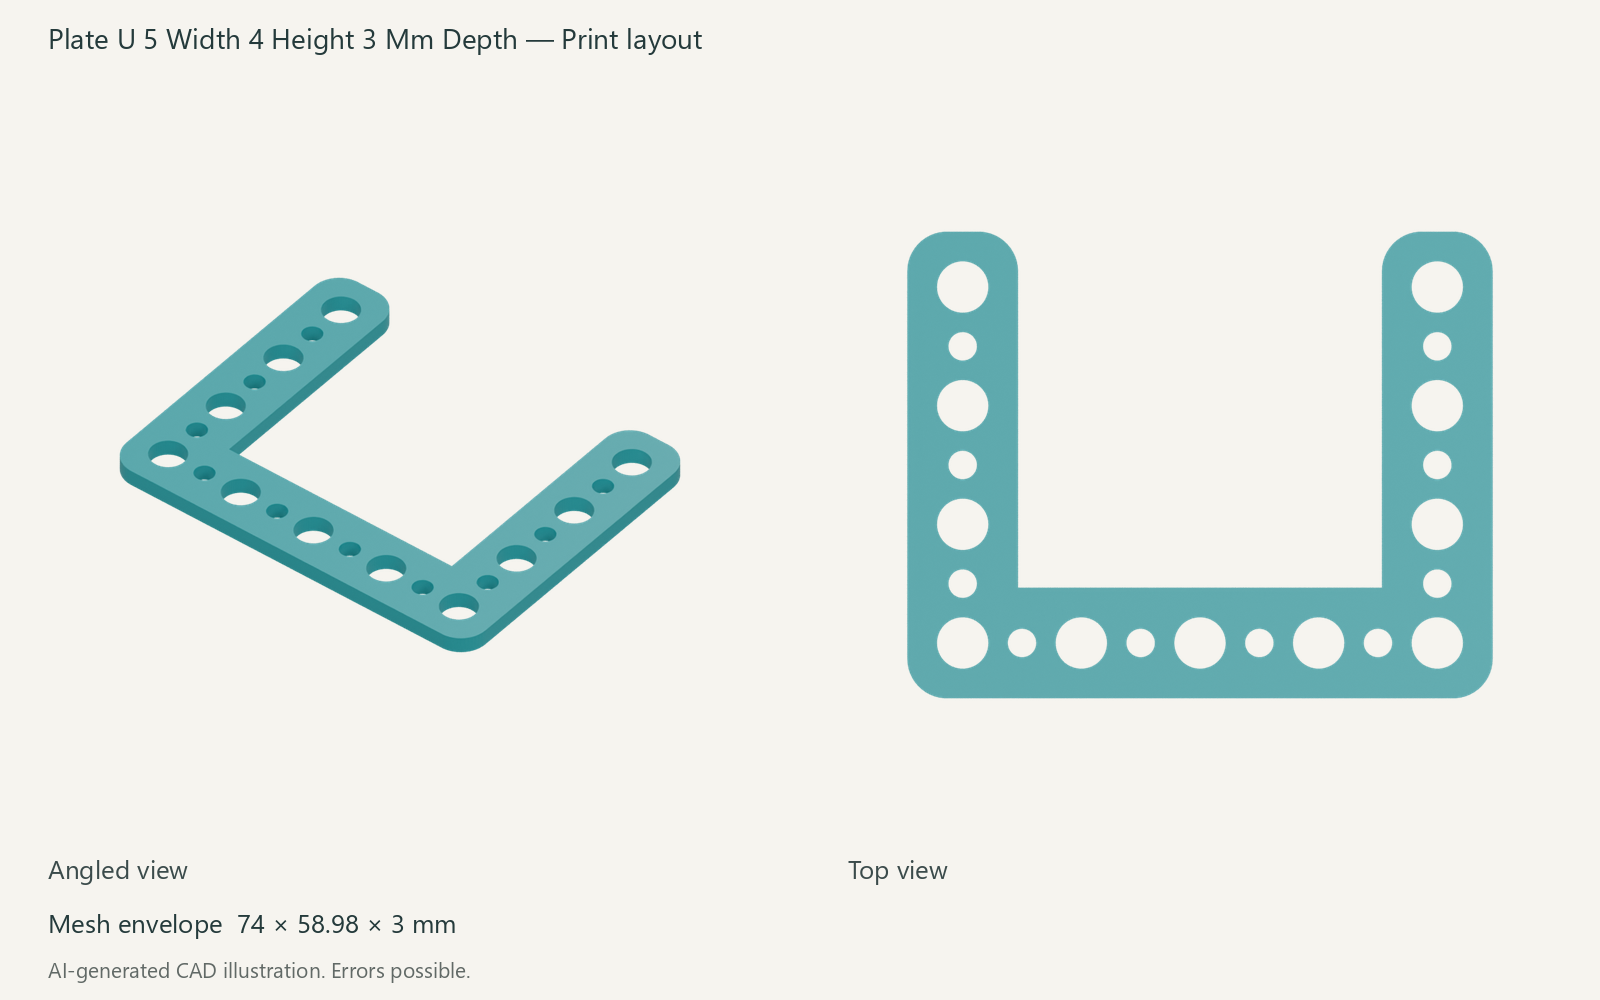 Plate U 5 Width 4 Height 3 Mm Depth — Print layout
Angled view
Top view
Mesh envelope 74 × 58.98 × 3 mm
AI-generated CAD illustration. Errors possible.